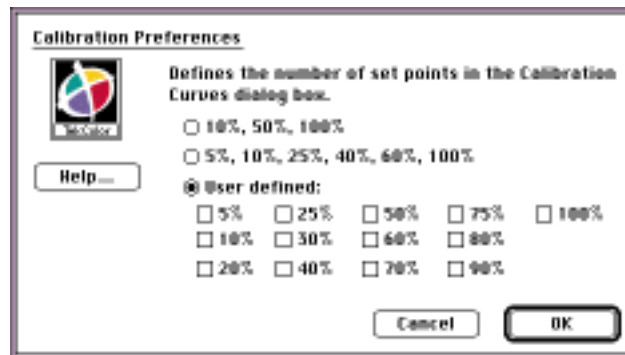 Calibration Preferences
Defines the number of set points in the Calibration
Curves dialog box.
10%, 50%, 100%
5%, 10%, 25%, 40%, 60%, 100%
Help...
User defined:
5% 25% 50% 75% 100%
10% 30% 60% 80%
20% 40% 70% 90%
Cancel OK